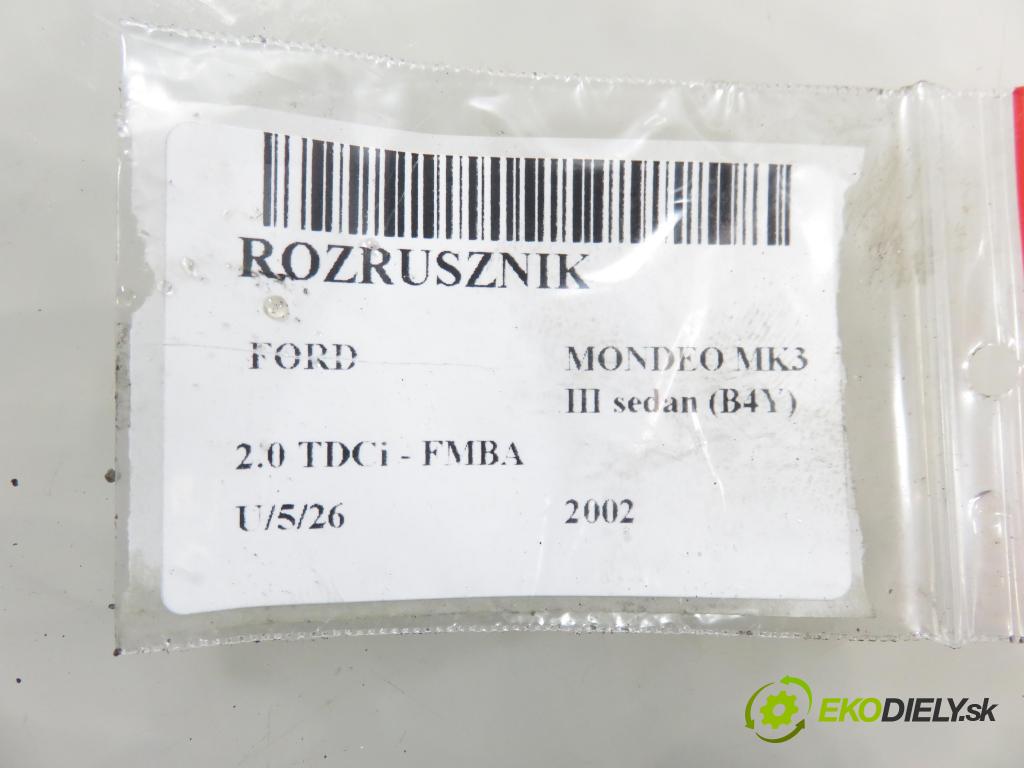 ROZRUSZNIK
FORD MONDEO MK3
III sedan (B4Y)
2.0 TDCi - FMBA
U/5/26 2002
EKODIELY.sk